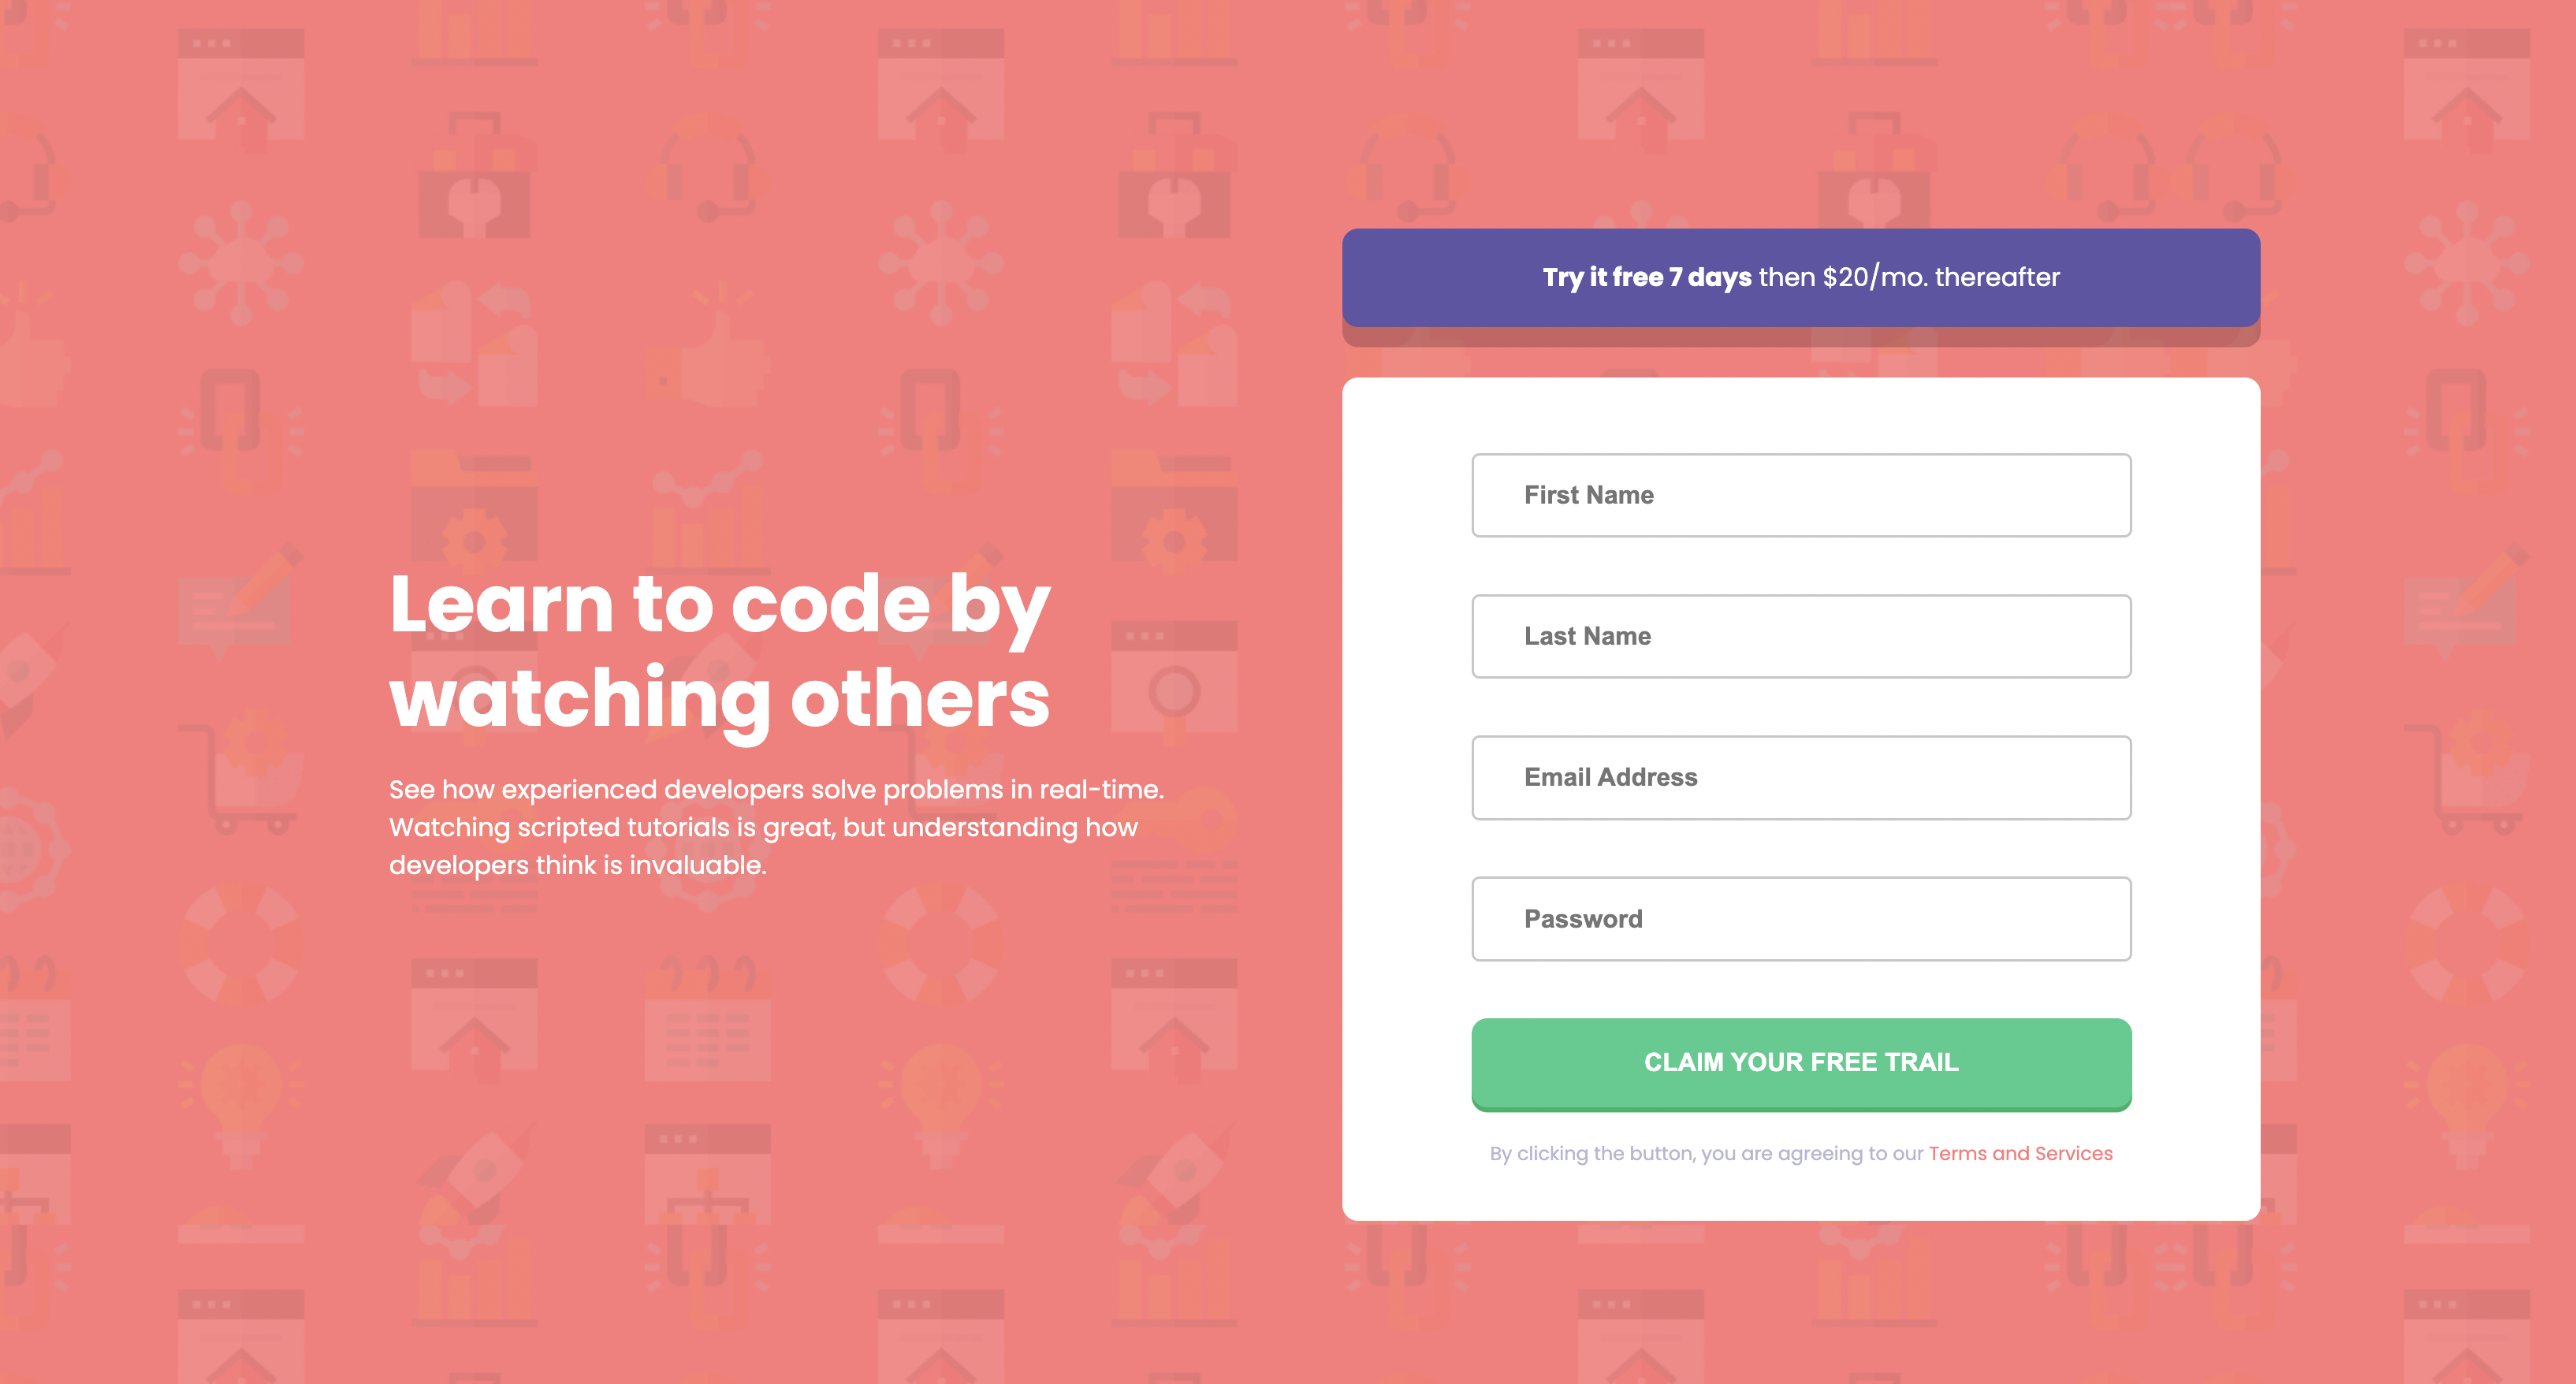 Learn to code by
watching others
See how experienced developers solve problems in real-time.
Watching scripted tutorials is great, but understanding how
developers think is invaluable.
Try it free 7 days then $20/mo. thereafter
First Name
Last Name
Email Address
Password
CLAIM YOUR FREE TRAIL
By clicking the button, you are agreeing to our Terms and Services